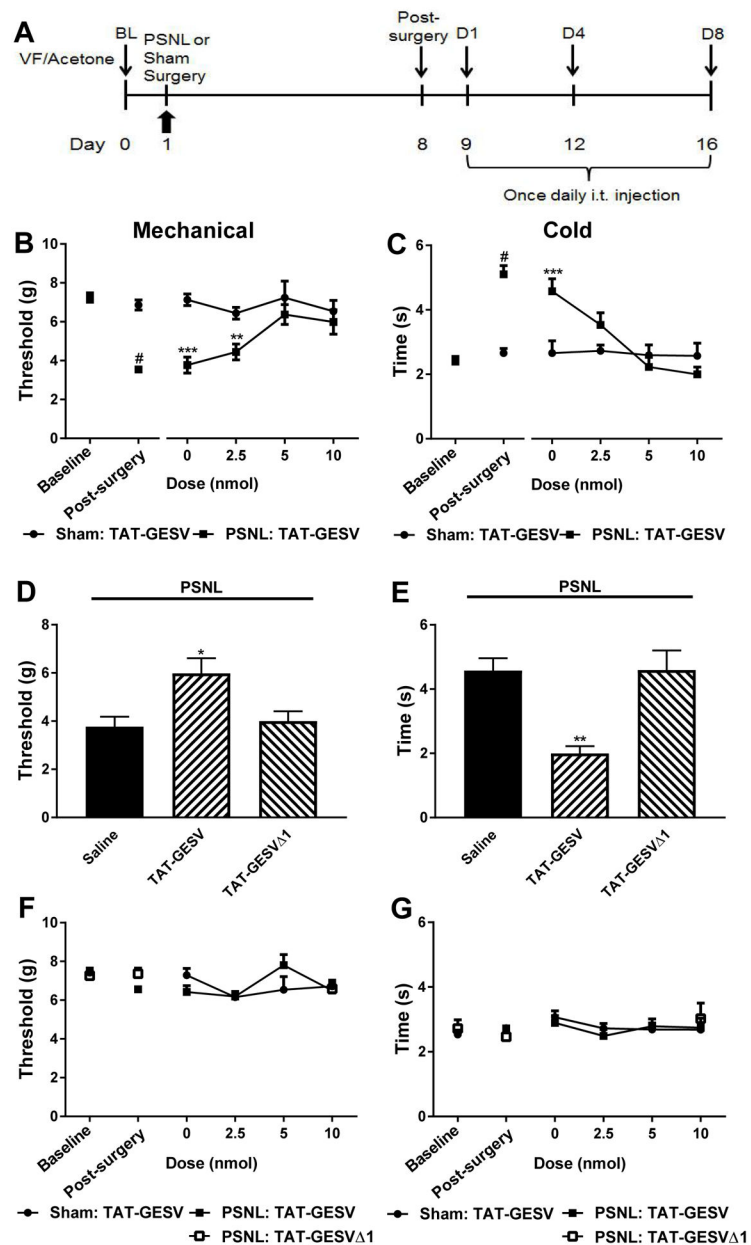 A
BL
VF/Acetone
PSNL or
Sham
Surgery
Post-
surgery
D1
D4
D8
Day 0 1 8 9 12 16
Once daily i.t. injection
B
Mechanical
Threshold (g)
10
8
6
4
2
0
#
***
**
Baseline
Post-surgery
0 2.5 5 10
Dose (nmol)
Sham: TAT-GESV PSNL: TAT-GESV
C
Cold
Time (s)
6
4
2
0
#
***
Baseline
Post-surgery
0 2.5 5 10
Dose (nmol)
Sham: TAT-GESV PSNL: TAT-GESV
D
PSNL
Threshold (g)
8
6
4
2
0
*
Saline
TAT-GESV
TAT-GESVΔ1
E
PSNL
Time (s)
6
4
2
0
**
Saline
TAT-GESV
TAT-GESVΔ1
F
Threshold (g)
10
8
6
4
2
0
Baseline
Post-surgery
0 2.5 5 10
Dose (nmol)
Sham: TAT-GESV PSNL: TAT-GESV
PSNL: TAT-GESVΔ1
G
Time (s)
6
4
2
0
Baseline
Post-surgery
0 2.5 5 10
Dose (nmol)
Sham: TAT-GESV PSNL: TAT-GESV
PSNL: TAT-GESVΔ1